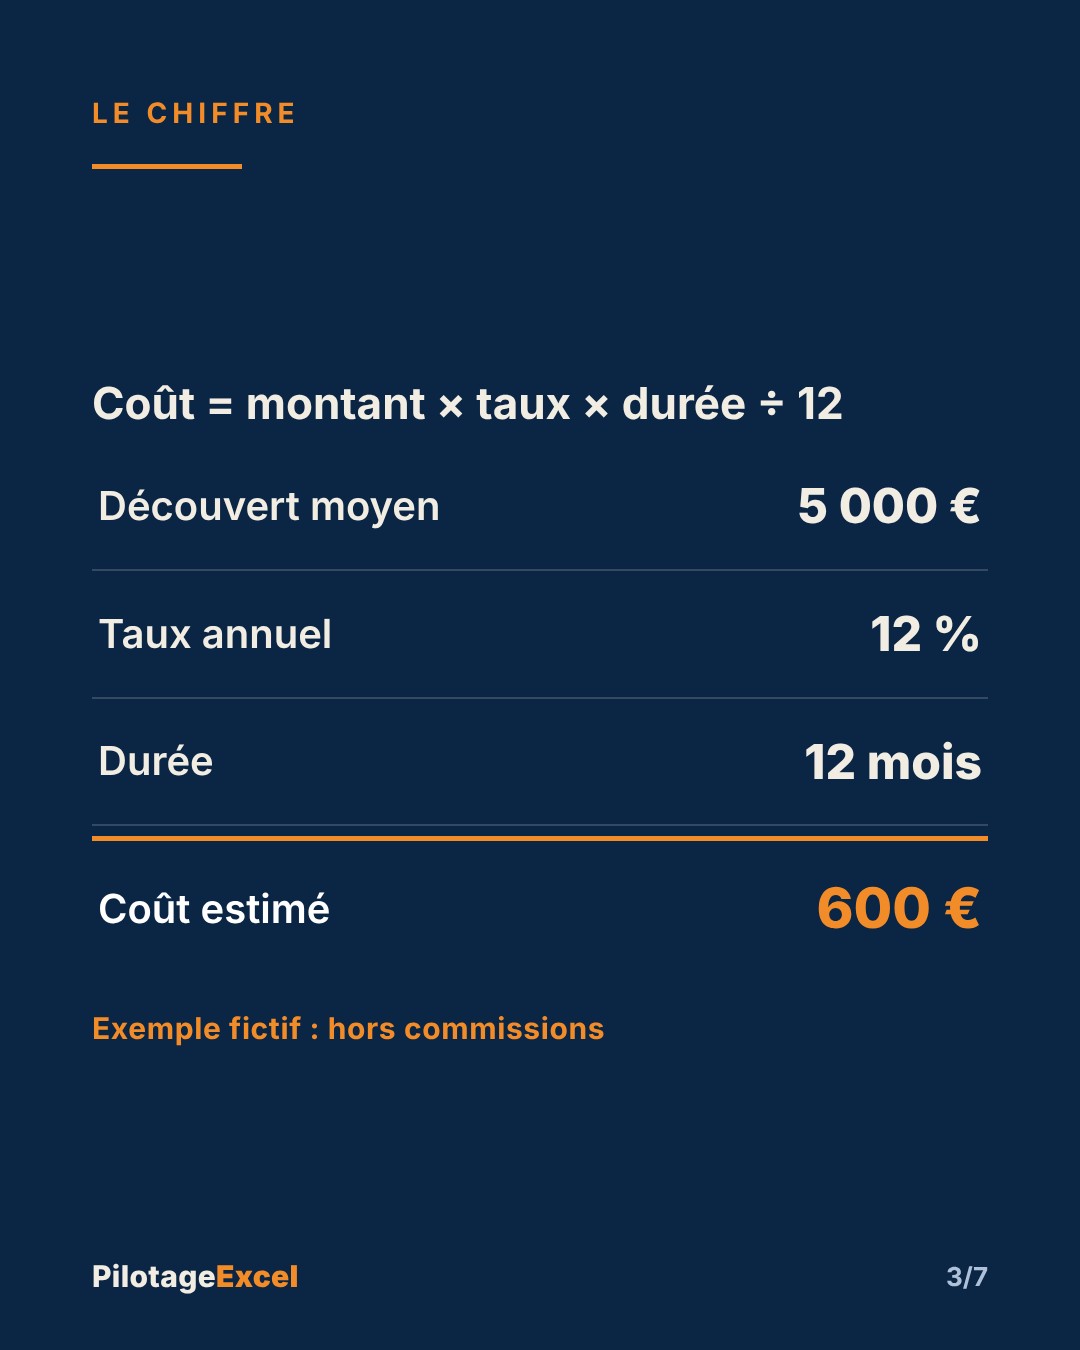 LE CHIFFRE
Coût = montant × taux × durée ÷ 12
Découvert moyen 5 000 €
Taux annuel 12 %
Durée 12 mois
Coût estimé 600 €
Exemple fictif : hors commissions
PilotageExcel 3/7